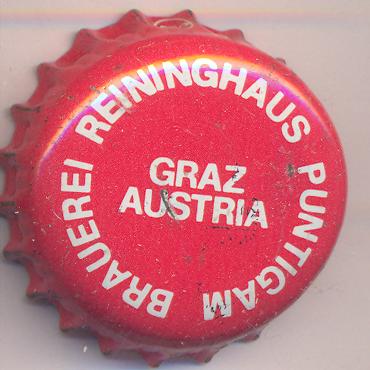 BRAUEREI REININGHAUS PUNTIGAM
GRAZ
AUSTRIA